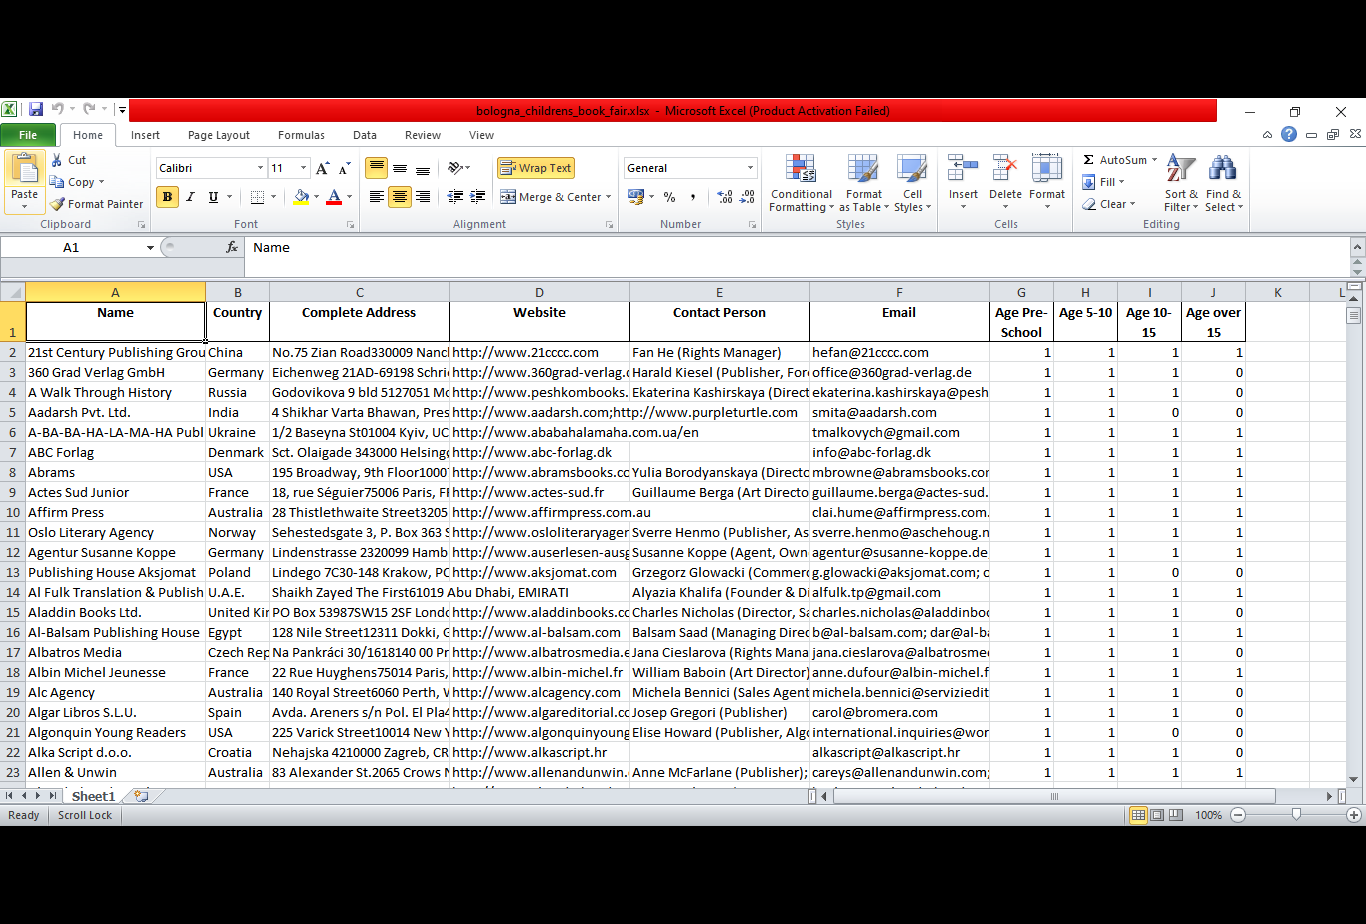 bologna_childrens_book_fair.xlsx - Microsoft Excel (Product Activation Failed)
File Home Insert Page Layout Formulas Data Review View
Paste Cut Copy Format Painter Clipboard
Calibri 11 B I U A Font
Wrap Text Merge & Center Alignment
General % , Number
Conditional Formatting Format as Table Cell Styles Styles
Insert Delete Format Cells
Σ AutoSum Fill Clear Sort & Filter Find & Select Editing
A1 fx Name
A B C D E F G H I J K L
1 Name Country Complete Address Website Contact Person Email Age Pre-School Age 5-10 Age 10-15 Age over 15
2 21st Century Publishing Grou China No.75 Zian Road330009 Nanc http://www.21cccc.com Fan He (Rights Manager) hefan@21cccc.com 1 1 1 1
3 360 Grad Verlag GmbH Germany Eichenweg 21AD-69198 Schri http://www.360grad-verlag. Harald Kiesel (Publisher, For office@360grad-verlag.de 1 1 1 0
4 A Walk Through History Russia Godovikova 9 bld 5127051 Mo http://www.peshkombooks. Ekaterina Kashirskaya (Direct ekaterina.kashirskaya@pesh 1 1 1 0
5 Aadarsh Pvt. Ltd. India 4 Shikhar Varta Bhawan, Pres http://www.aadarsh.com;http://www.purpleturtle.com smita@aadarsh.com 1 1 0 0
6 A-BA-BA-HA-LA-MA-HA Publ Ukraine 1/2 Baseyna St01004 Kyiv, UC http://www.ababahalamaha.com.ua/en tmalkovych@gmail.com 1 1 1 1
7 ABC Forlag Denmark Sct. Olaigade 343000 Helsing http://www.abc-forlag.dk info@abc-forlag.dk 1 1 1 1
8 Abrams USA 195 Broadway, 9th Floor1000 http://www.abramsbooks.co Yulia Borodyanskaya (Directo mbrowne@abramsbooks.cor 1 1 1 1
9 Actes Sud Junior France 18, rue Séguier75006 Paris, F http://www.actes-sud.fr Guillaume Berga (Art Directo guillaume.berga@actes-sud. 1 1 1 1
10 Affirm Press Australia 28 Thistlethwaite Street3205 http://www.affirmpress.com.au clai.hume@affirmpress.com. 1 1 1 1
11 Oslo Literary Agency Norway Sehestedsgate 3, P. Box 363 S http://www.osloliteraryager Sverre Henmo (Publisher, As sverre.henmo@aschehoug.n 1 1 1 1
12 Agentur Susanne Koppe Germany Lindenstrasse 2320099 Hamb http://www.auserlesen-ausg Susanne Koppe (Agent, Own agentur@susanne-koppe.de 1 1 1 1
13 Publishing House Aksjomat Poland Lindego 7C30-148 Krakow, PO http://www.aksjomat.com Grzegorz Glowacki (Commerc g.glowacki@aksjomat.com; c 1 1 0 0
14 Al Fulk Translation & Publish U.A.E. Shaikh Zayed The First61019 Abu Dhabi, EMIRATI Alyazia Khalifa (Founder & Di alfulk.tp@gmail.com 1 1 1 1
15 Aladdin Books Ltd. United Kin PO Box 53987SW15 2SF Londo http://www.aladdinbooks.co Charles Nicholas (Director, Sa charles.nicholas@aladdinboo 1 1 1 0
16 Al-Balsam Publishing House Egypt 128 Nile Street12311 Dokki, G http://www.al-balsam.com Balsam Saad (Managing Direc b@al-balsam.com; dar@al-ba 1 1 1 1
17 Albatros Media Czech Rep Na Pankráci 30/1618140 00 Pr http://www.albatrosmedia.e Jana Cieslarova (Rights Mana jana.cieslarova@albatrosmec 1 1 1 0
18 Albin Michel Jeunesse France 22 Rue Huyghens75014 Paris, http://www.albin-michel.fr William Baboin (Art Director) anne.dufour@albin-michel.f 1 1 1 1
19 Alc Agency Australia 140 Royal Street6060 Perth, W http://www.alcagency.com Michela Bennici (Sales Agent michela.bennici@serviziedit 1 1 1 0
20 Algar Libros S.L.U. Spain Avda. Areners s/n Pol. El Pla4 http://www.algareditorial.co Josep Gregori (Publisher) carol@bromera.com 1 1 1 0
21 Algonquin Young Readers USA 225 Varick Street10014 New Y http://www.algonquinyoung Elise Howard (Publisher, Algo international.inquiries@wor 1 1 0 0
22 Alka Script d.o.o. Croatia Nehajska 4210000 Zagreb, CR http://www.alkascript.hr alkascript@alkascript.hr 1 1 1 0
23 Allen & Unwin Australia 83 Alexander St.2065 Crows N http://www.allenandunwin. Anne McFarlane (Publisher); careys@allenandunwin.com; 1 1 1 1
Sheet1
Ready Scroll Lock 100%